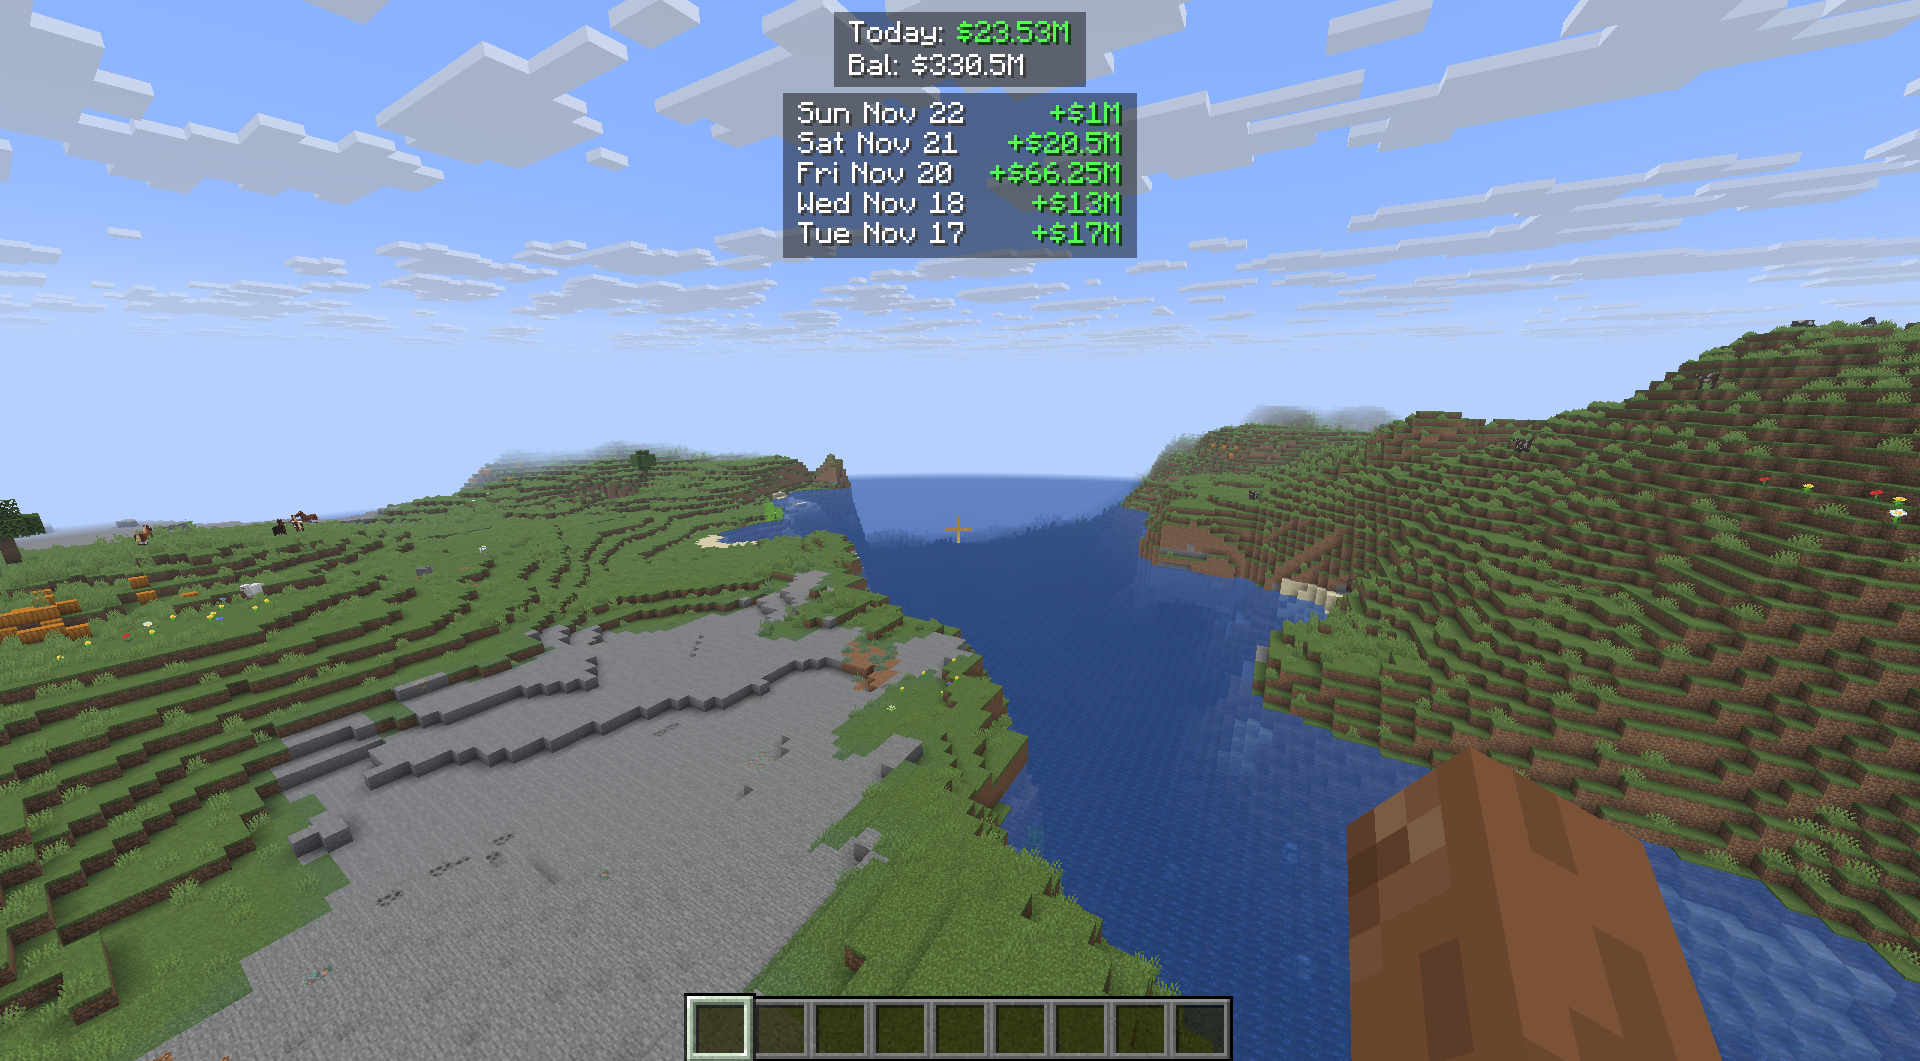 Today: $23.53M
Bal: $330.5M
Sun Nov 22 +$1M
Sat Nov 21 +$20.5M
Fri Nov 20 +$66.25M
Wed Nov 18 +$13M
Tue Nov 17 +$17M